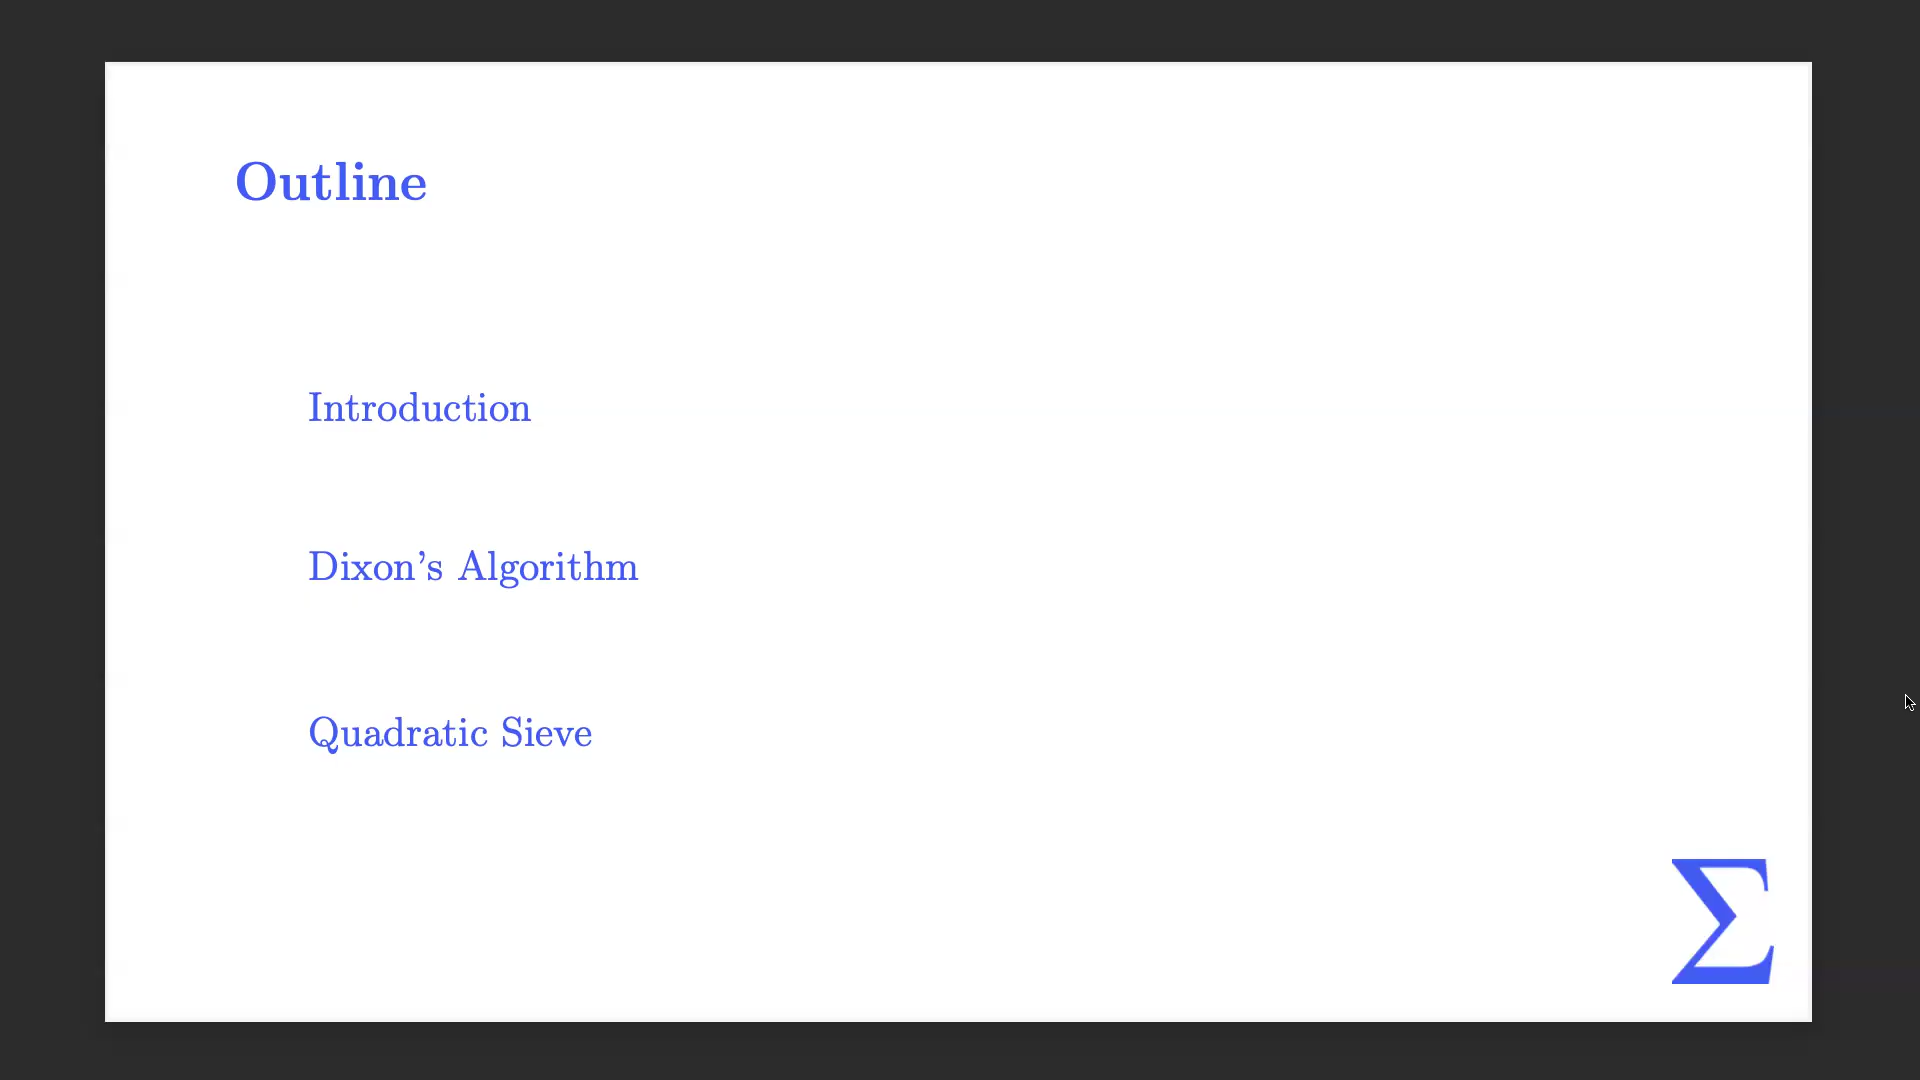 Outline
Introduction
Dixon's Algorithm
Quadratic Sieve
Σ